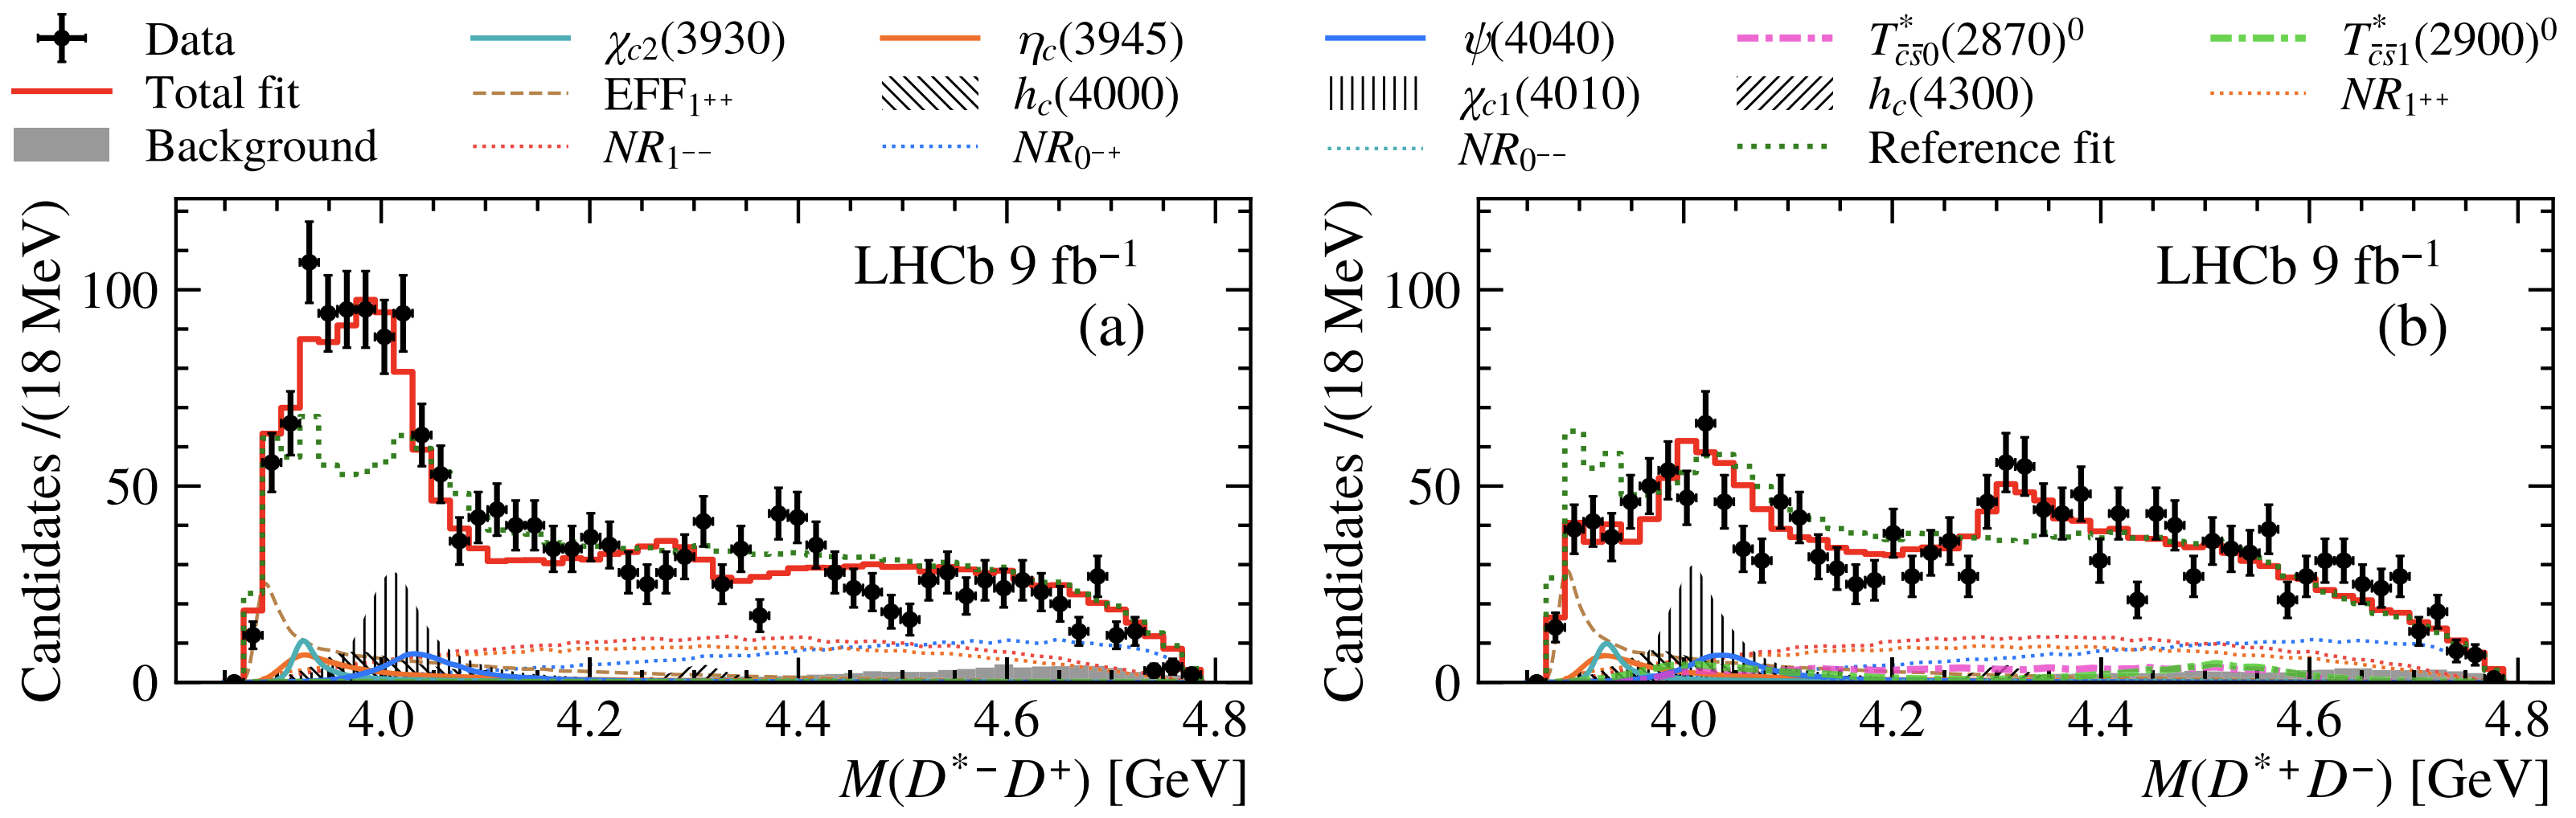 Data χc2(3930) ηc(3945) ψ(4040) T*c̄s̄0(2870)⁰ T*c̄s̄1(2900)⁰
Total fit EFF1⁺⁺ hc(4000) χc1(4010) hc(4300) NR1⁺⁺
Background NR1⁻⁻ NR0⁻⁺ NR0⁻⁻ Reference fit
Candidates /(18 MeV)
100
50
0
LHCb 9 fb⁻¹
(a)
4.0 4.2 4.4 4.6 4.8
M(D*⁻D⁺) [GeV]
Candidates /(18 MeV)
100
50
0
LHCb 9 fb⁻¹
(b)
4.0 4.2 4.4 4.6 4.8
M(D*⁺D⁻) [GeV]